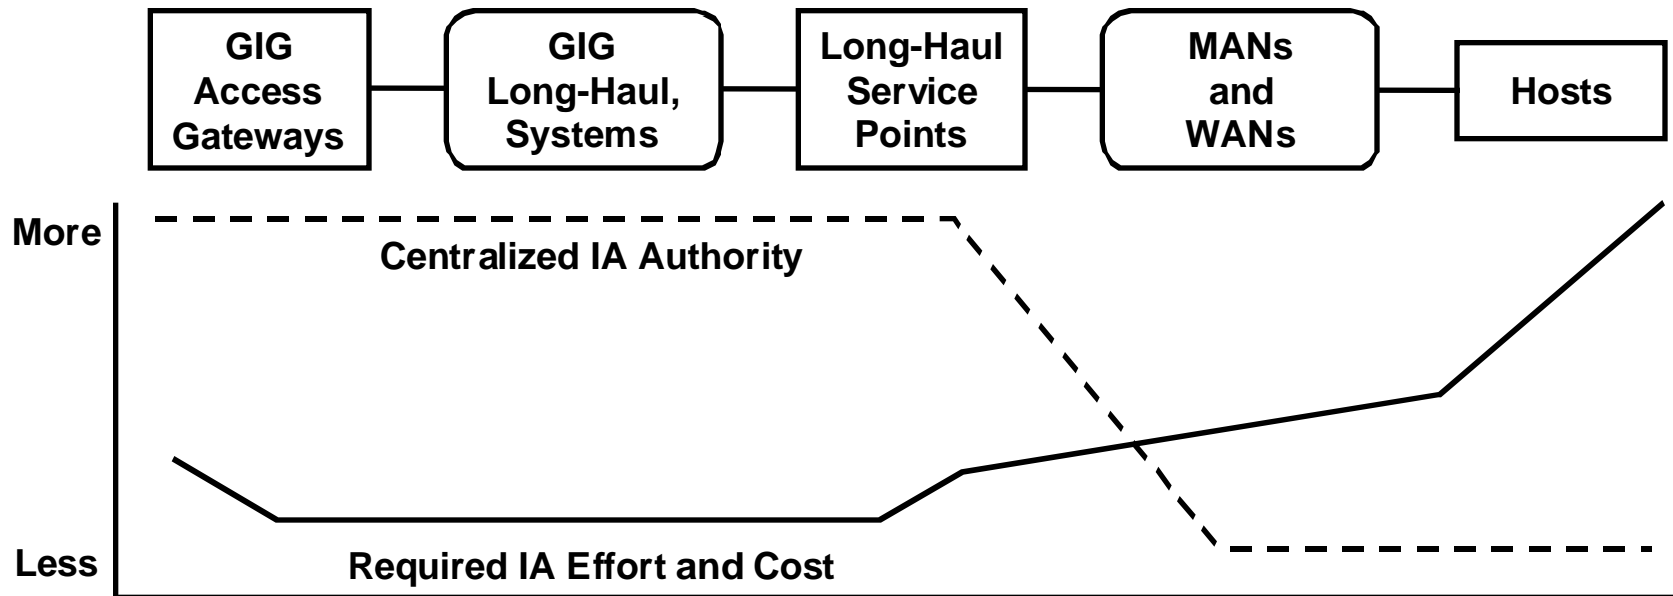 GIG
Access
Gateways
GIG
Long-Haul,
Systems
Long-Haul
Service
Points
MANs
and
WANs
Hosts
More
Centralized IA Authority
Less
Required IA Effort and Cost